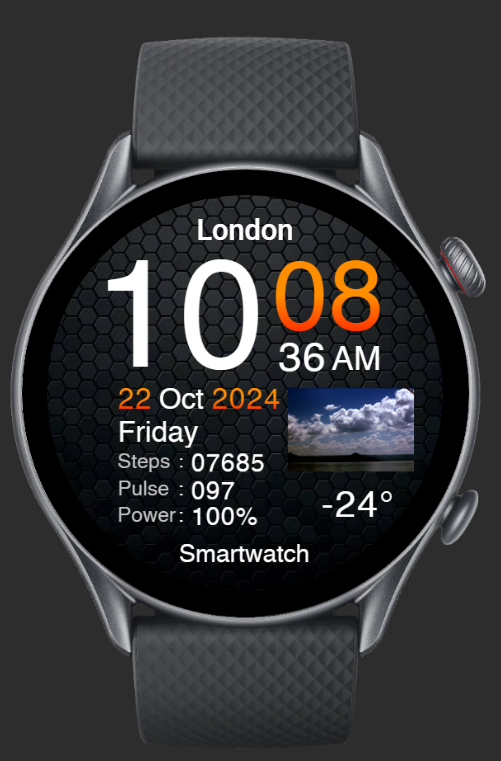 London
10 08
36 AM
22 Oct 2024
Friday
Steps : 07685
Pulse : 097
Power : 100%
-24°
Smartwatch